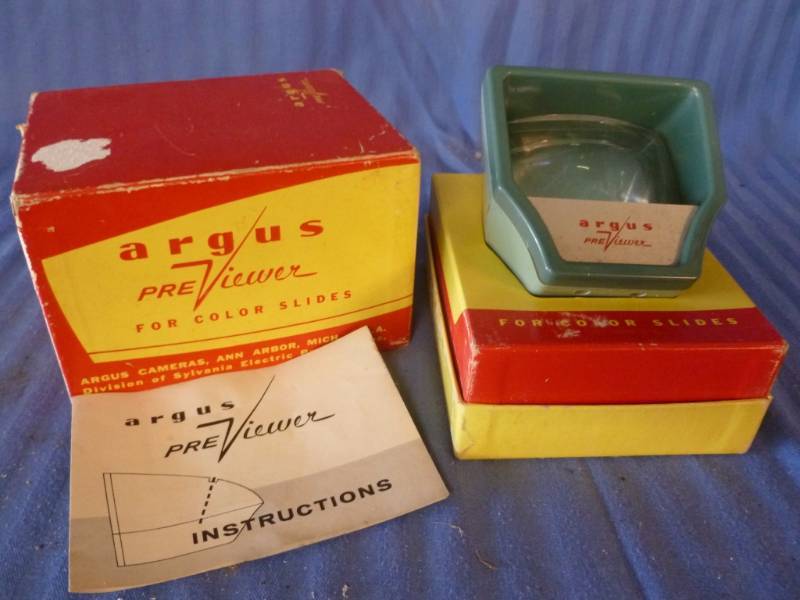 argus
argus
PREViewer
FOR COLOR SLIDES
ARGUS CAMERAS, ANN ARBOR, MICH
Division of Sylvania Electric
argus
PREViewer
INSTRUCTIONS
argus
PREViewer
FOR COLOR SLIDES